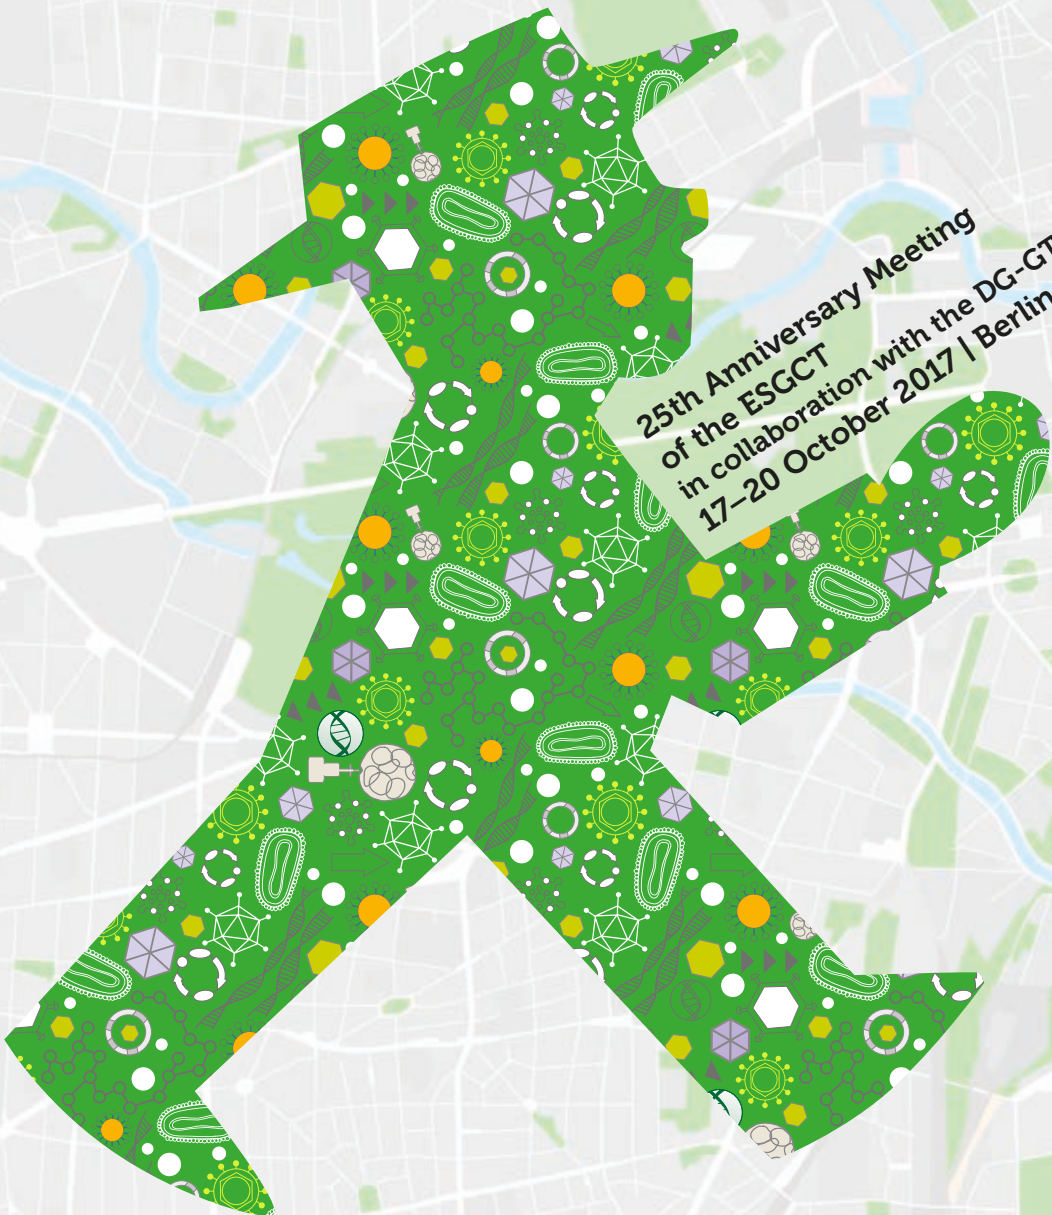 25th Anniversary Meeting
of the ESGCT
in collaboration with the DG-GT
17–20 October 2017 | Berlin